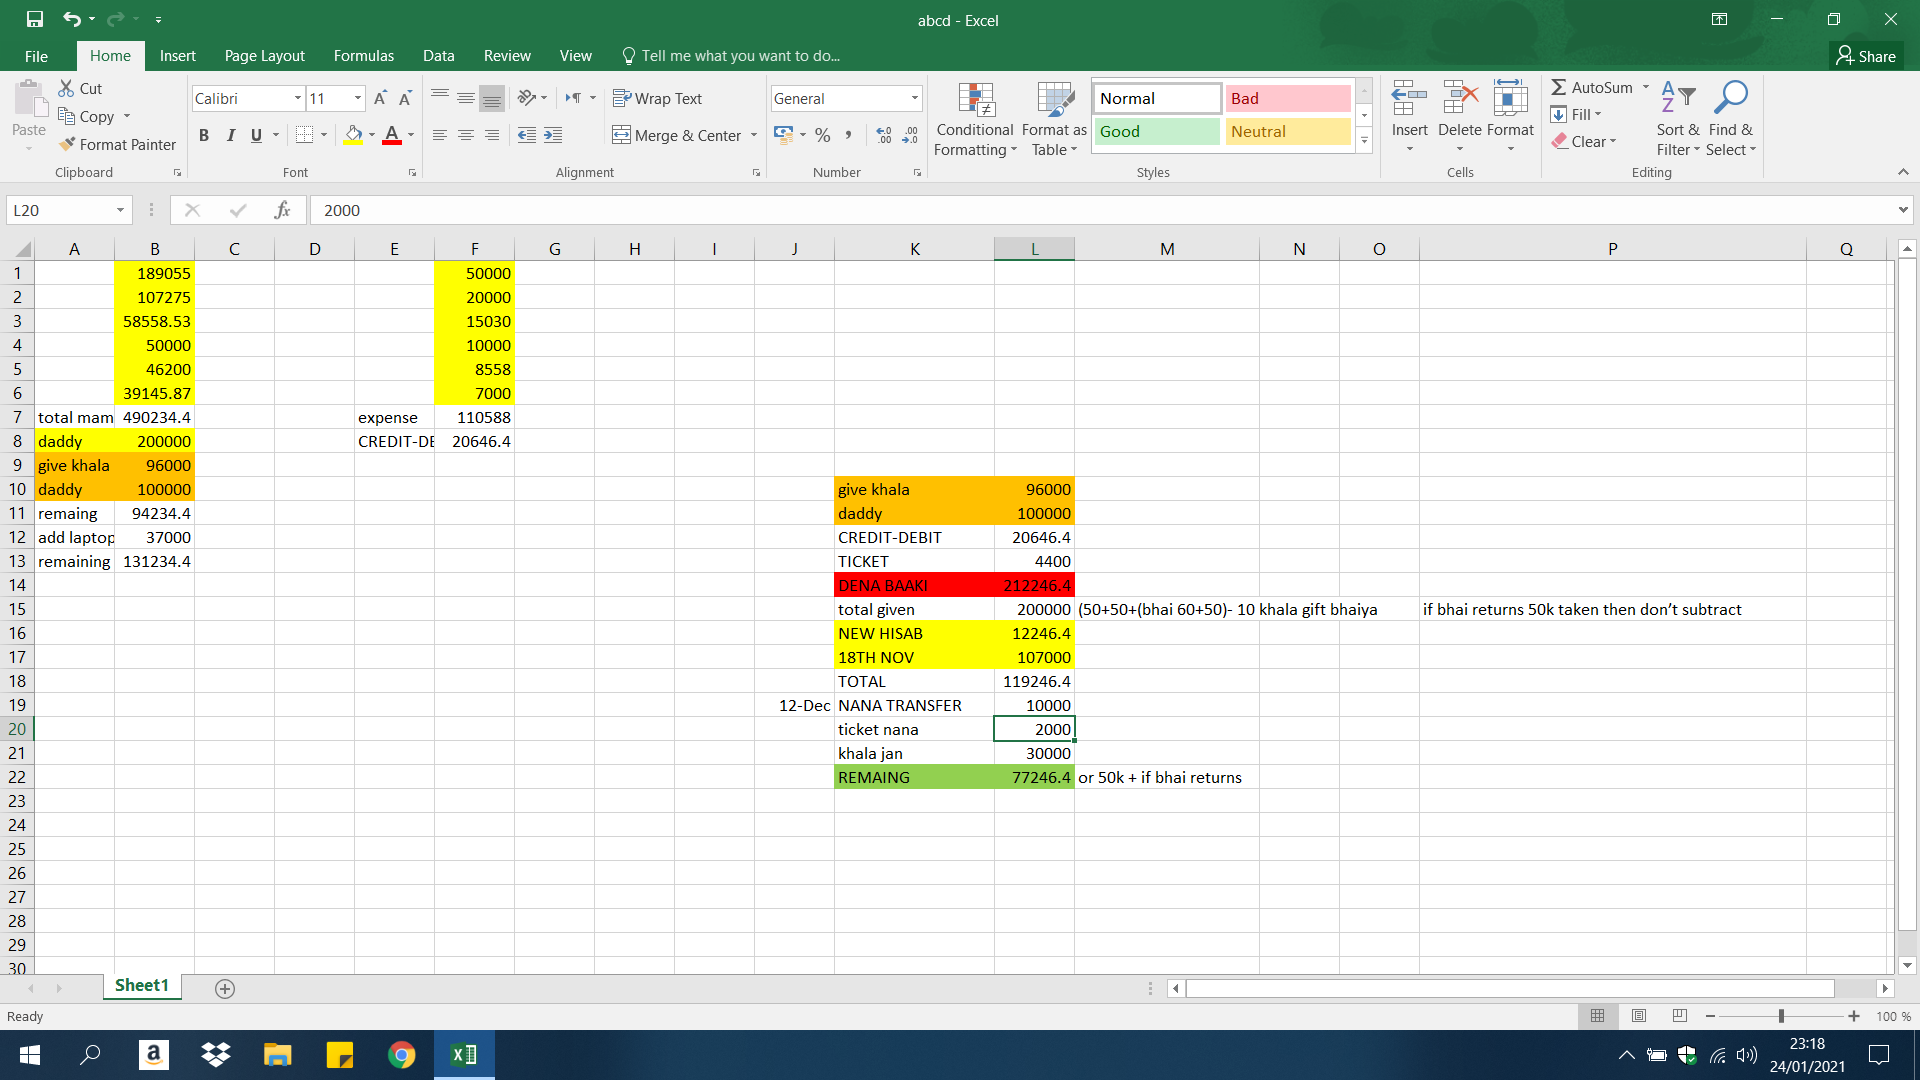 abcd - Excel
File Home Insert Page Layout Formulas Data Review View Tell me what you want to do... Share
Cut
Copy
Format Painter
Paste
Clipboard
Calibri 11
B I U
Font
Wrap Text
Merge & Center
Alignment
General
Number
Conditional Formatting
Format as Table
Normal Bad
Good Neutral
Styles
Insert Delete Format
Cells
AutoSum
Fill
Clear
Sort & Filter
Find & Select
Editing
L20 fx 2000
A B C D E F G H I J K L M N O P Q
1 189055 50000
2 107275 20000
3 58558.53 15030
4 50000 10000
5 46200 8558
6 39145.87 7000
7 total mam 490234.4 expense 110588
8 daddy 200000 CREDIT-DE 20646.4
9 give khala 96000
10 daddy 100000 give khala 96000
11 remaing 94234.4 daddy 100000
12 add laptop 37000 CREDIT-DEBIT 20646.4
13 remaining 131234.4 TICKET 4400
14 DENA BAAKI 212246.4
15 total given 200000 (50+50+(bhai 60+50)- 10 khala gift bhaiya if bhai returns 50k taken then don’t subtract
16 NEW HISAB 12246.4
17 18TH NOV 107000
18 TOTAL 119246.4
19 12-Dec NANA TRANSFER 10000
20 ticket nana 2000
21 khala jan 30000
22 REMAING 77246.4 or 50k + if bhai returns
23
24
25
26
27
28
29
30
Sheet1
Ready 100 %
23:18
24/01/2021